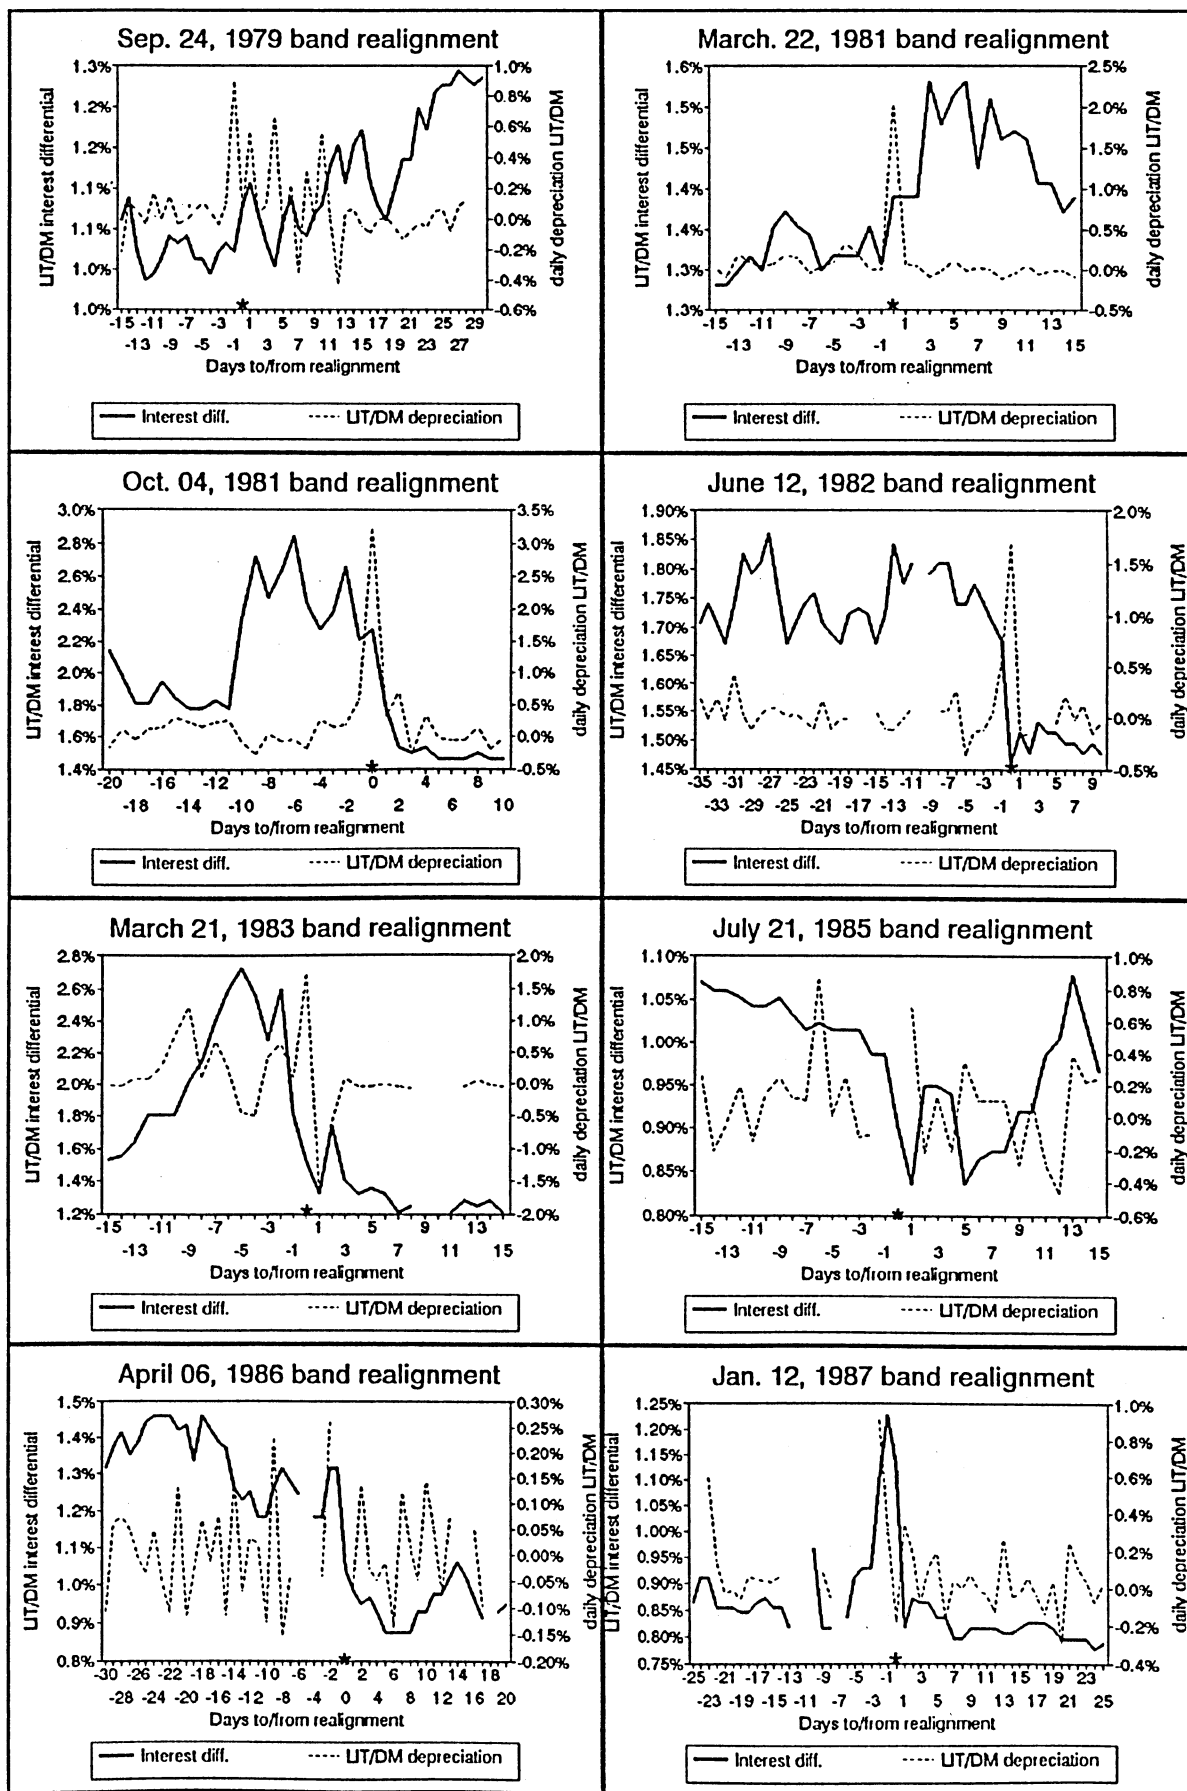 Sep. 24, 1979 band realignment
LIT/DM interest differential
1.3%
1.2%
1.2%
1.1%
1.1%
1.0%
1.0%
1.0%
0.8%
0.6%
0.4%
0.2%
0.0%
-0.2%
-0.4%
-0.6%
daily depreciation LIT/DM
-15 -11 -7 -3 1 5 9 13 17 21 25 29
-13 -9 -5 -1 3 7 11 15 19 23 27
Days to/from realignment
Interest diff. LIT/DM depreciation
March. 22, 1981 band realignment
LIT/DM interest differential
1.6%
1.5%
1.5%
1.4%
1.4%
1.3%
1.3%
2.5%
2.0%
1.5%
1.0%
0.5%
0.0%
-0.5%
daily depreciation LIT/DM
-15 -11 -7 -3 1 5 9 13
-13 -9 -5 -1 3 7 11 15
Days to/from realignment
Interest diff. LIT/DM depreciation
Oct. 04, 1981 band realignment
LIT/DM interest differential
3.0%
2.8%
2.6%
2.4%
2.2%
2.0%
1.8%
1.6%
1.4%
3.5%
3.0%
2.5%
2.0%
1.5%
1.0%
0.5%
0.0%
-0.5%
daily depreciation LIT/DM
-20 -16 -12 -8 -4 0 4 8
-18 -14 -10 -6 -2 2 6 10
Days to/from realignment
Interest diff. LIT/DM depreciation
June 12, 1982 band realignment
LIT/DM interest differential
1.90%
1.85%
1.80%
1.75%
1.70%
1.65%
1.60%
1.55%
1.50%
1.45%
2.0%
1.5%
1.0%
0.5%
0.0%
-0.5%
daily depreciation LIT/DM
-35 -31 -27 -23 -19 -15 -11 -7 -3 1 5 9
-33 -29 -25 -21 -17 -13 -9 -5 -1 3 7
Days to/from realignment
Interest diff. LIT/DM depreciation
March 21, 1983 band realignment
LIT/DM interest differential
2.8%
2.6%
2.4%
2.2%
2.0%
1.8%
1.6%
1.4%
1.2%
2.0%
1.5%
1.0%
0.5%
0.0%
-0.5%
-1.0%
-1.5%
-2.0%
daily depreciation LIT/DM
-15 -11 -7 -3 1 5 9 13
-13 -9 -5 -1 3 7 11 15
Days to/from realignment
Interest diff. LIT/DM depreciation
July 21, 1985 band realignment
LIT/DM interest differential
1.10%
1.05%
1.00%
0.95%
0.90%
0.85%
0.80%
1.0%
0.8%
0.6%
0.4%
0.2%
0.0%
-0.2%
-0.4%
-0.6%
daily depreciation LIT/DM
-15 -11 -7 -3 1 5 9 13
-13 -9 -5 -1 3 7 11 15
Days to/from realignment
Interest diff. LIT/DM depreciation
April 06, 1986 band realignment
LIT/DM interest differential
1.5%
1.4%
1.3%
1.2%
1.1%
1.0%
0.9%
0.8%
0.30%
0.25%
0.20%
0.15%
0.10%
0.05%
0.00%
-0.05%
-0.10%
-0.15%
-0.20%
daily depreciation LIT/DM
-30 -26 -22 -18 -14 -10 -6 -2 2 6 10 14 18
-28 -24 -20 -16 -12 -8 -4 0 4 8 12 16 20
Days to/from realignment
Interest diff. LIT/DM depreciation
Jan. 12, 1987 band realignment
LIT/DM interest differential
1.25%
1.20%
1.15%
1.10%
1.05%
1.00%
0.95%
0.90%
0.85%
0.80%
0.75%
1.0%
0.8%
0.6%
0.4%
0.2%
0.0%
-0.2%
-0.4%
daily depreciation LIT/DM
-25 -21 -17 -13 -9 -5 -1 3 7 11 15 19 23
-23 -19 -15 -11 -7 -3 1 5 9 13 17 21 25
Days to/from realignment
Interest diff. LIT/DM depreciation